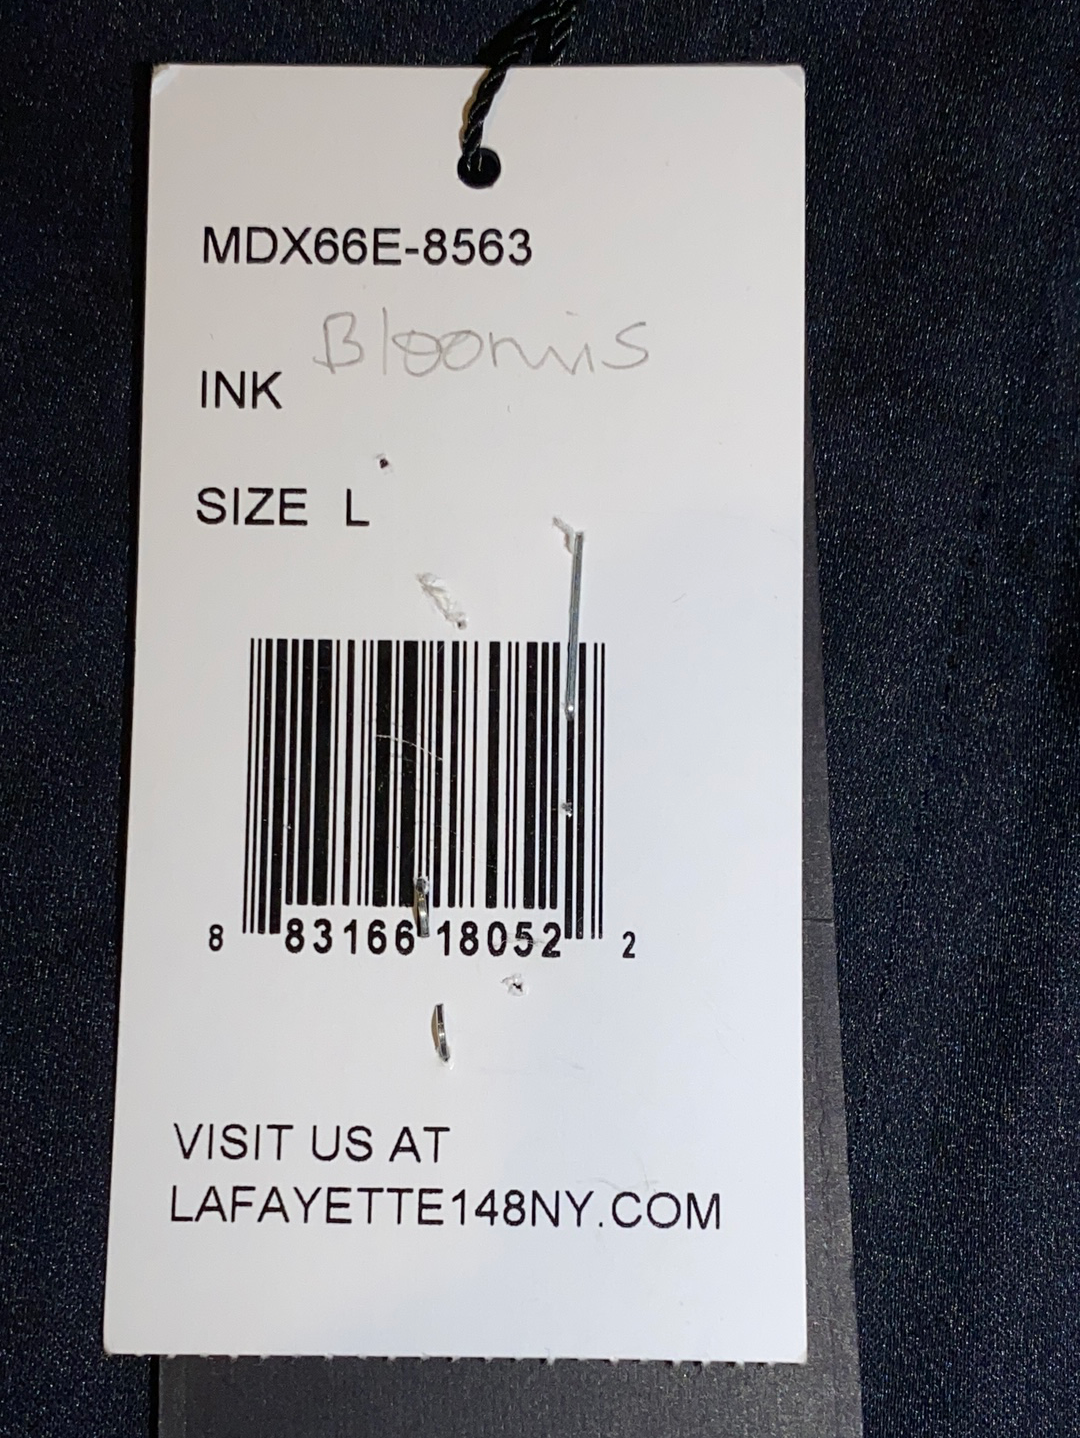 MDX66E-8563
Bloomis
INK
SIZE L
8 83166 18052 2
VISIT US AT
LAFAYETTE148NY.COM